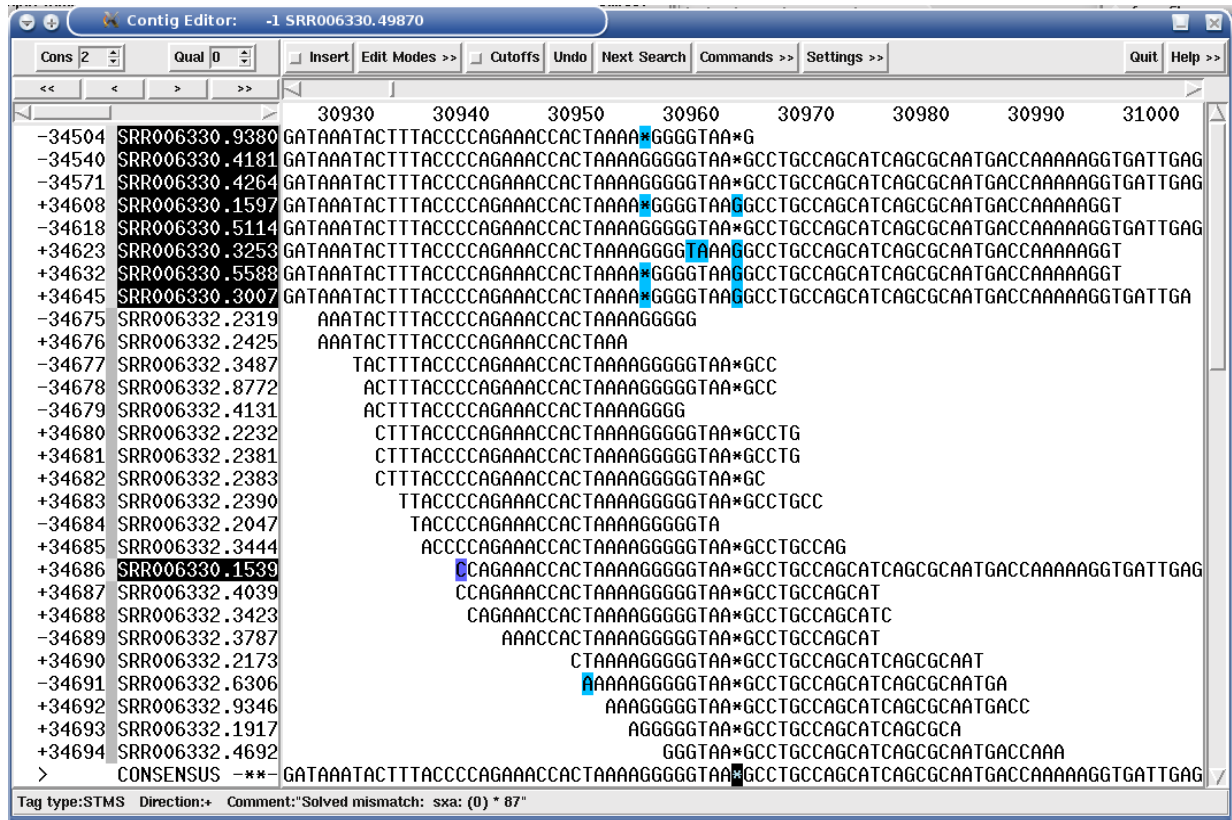 Contig Editor: -1 SRR006330.49870
Cons 2 Qual 0 Insert Edit Modes >> Cutoffs Undo Next Search Commands >> Settings >> Quit Help >>
<< < > >>
30930 30940 30950 30960 30970 30980 30990 31000
-34504 SRR006330.9380 GATAAATACTTTACCCCAGAAACCACTAAAA*GGGGTAA*G
-34540 SRR006330.4181 GATAAATACTTTACCCCAGAAACCACTAAAAGGGGGTAA*GCCTGCCAGCATCAGCGCAATGACCAAAAAGGTGATTGAG
-34571 SRR006330.4264 GATAAATACTTTACCCCAGAAACCACTAAAAGGGGGTAA*GCCTGCCAGCATCAGCGCAATGACCAAAAAGGTGATTGAG
+34608 SRR006330.1597 GATAAATACTTTACCCCAGAAACCACTAAAA*GGGGTAAGGCCTGCCAGCATCAGCGCAATGACCAAAAAGGT
-34618 SRR006330.5114 GATAAATACTTTACCCCAGAAACCACTAAAAGGGGGTAA*GCCTGCCAGCATCAGCGCAATGACCAAAAAGGTGATTGAG
+34623 SRR006330.3253 GATAAATACTTTACCCCAGAAACCACTAAAAGGGGTAAAGGCCTGCCAGCATCAGCGCAATGACCAAAAAGGT
+34632 SRR006330.5588 GATAAATACTTTACCCCAGAAACCACTAAAA*GGGGTAAGGCCTGCCAGCATCAGCGCAATGACCAAAAAGGT
+34645 SRR006330.3007 GATAAATACTTTACCCCAGAAACCACTAAAA*GGGGTAAGGCCTGCCAGCATCAGCGCAATGACCAAAAAGGTGATTGA
-34675 SRR006332.2319 AAATACTTTACCCCAGAAACCACTAAAAGGGGG
+34676 SRR006332.2425 AAATACTTTACCCCAGAAACCACTAAA
-34677 SRR006332.3487 TACTTTACCCCAGAAACCACTAAAAGGGGGTAA*GCC
-34678 SRR006332.8772 ACTTTACCCCAGAAACCACTAAAAGGGGGTAA*GCC
-34679 SRR006332.4131 ACTTTACCCCAGAAACCACTAAAAGGGG
+34680 SRR006332.2232 CTTTACCCCAGAAACCACTAAAAGGGGGTAA*GCCTG
+34681 SRR006332.2381 CTTTACCCCAGAAACCACTAAAAGGGGGTAA*GCCTG
+34682 SRR006332.2383 CTTTACCCCAGAAACCACTAAAAGGGGGTAA*GC
+34683 SRR006332.2390 TTACCCCAGAAACCACTAAAAGGGGGTAA*GCCTGCC
-34684 SRR006332.2047 TACCCCAGAAACCACTAAAAGGGGGTA
+34685 SRR006332.3444 ACCCCAGAAACCACTAAAAGGGGGTAA*GCCTGCCAG
+34686 SRR006330.1539 CCAGAAACCACTAAAAGGGGGTAA*GCCTGCCAGCATCAGCGCAATGACCAAAAAGGTGATTGAG
+34687 SRR006332.4039 CCAGAAACCACTAAAAGGGGGTAA*GCCTGCCAGCAT
+34688 SRR006332.3423 CAGAAACCACTAAAAGGGGGTAA*GCCTGCCAGCATC
-34689 SRR006332.3787 AAACCACTAAAAGGGGGTAA*GCCTGCCAGCAT
+34690 SRR006332.2173 CTAAAAGGGGGTAA*GCCTGCCAGCATCAGCGCAAT
-34691 SRR006332.6306 AAAAAGGGGGTAA*GCCTGCCAGCATCAGCGCAATGA
+34692 SRR006332.9346 AAAGGGGGTAA*GCCTGCCAGCATCAGCGCAATGACC
+34693 SRR006332.1917 AGGGGGTAA*GCCTGCCAGCATCAGCGCA
+34694 SRR006332.4692 GGGTAA*GCCTGCCAGCATCAGCGCAATGACCAAA
> CONSENSUS -**- GATAAATACTTTACCCCAGAAACCACTAAAAGGGGGTAA*GCCTGCCAGCATCAGCGCAATGACCAAAAAGGTGATTGAG
Tag type:STMS Direction:+ Comment:"Solved mismatch: sxa: (0) * 87"